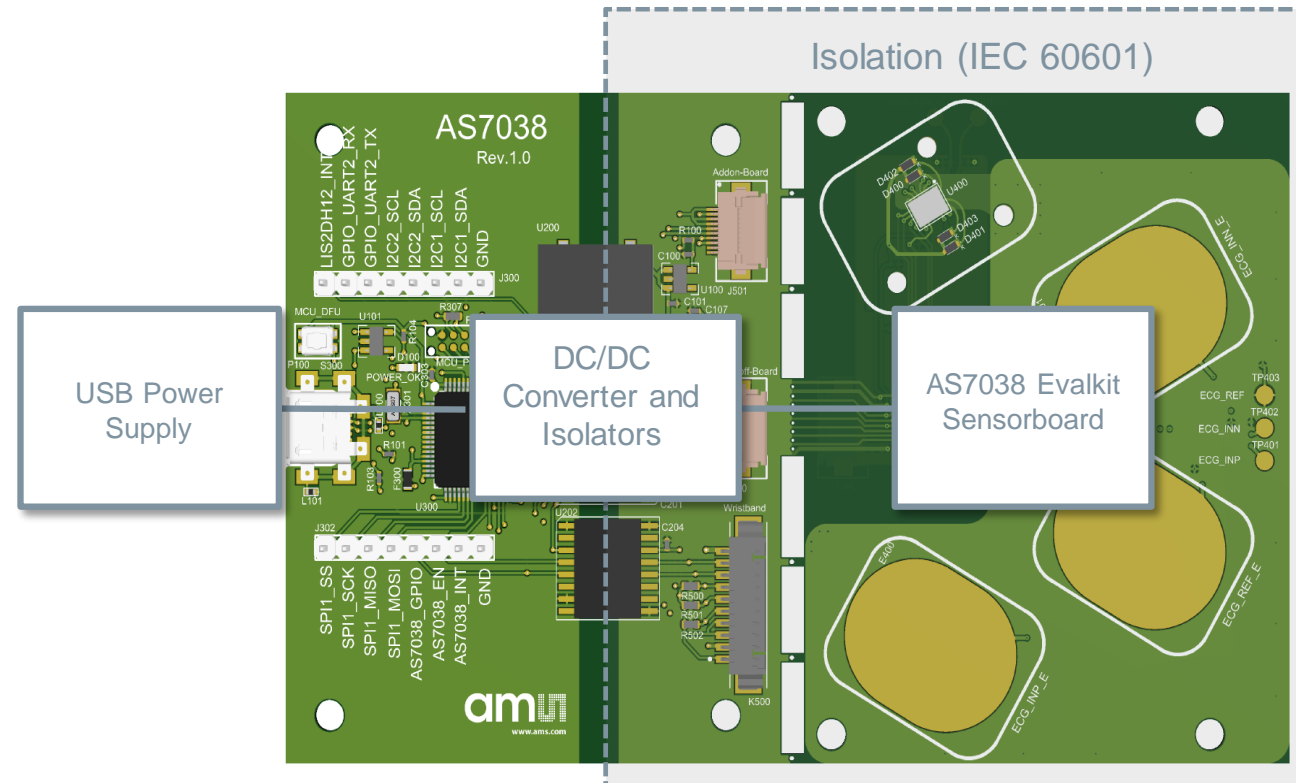 Isolation (IEC 60601)
AS7038
Rev.1.0
LIS2DH12_INT
GPIO_UART2_RX
GPIO_UART2_TX
I2C2_SCL
I2C2_SDA
I2C1_SCL
I2C1_SDA
GND
J300
U200
Addon-Board
R100
C100
U100
J501
C101
C107
D402
D400
U400
D403
D401
ECG_INN_E
MCU_DFU
U101
R104
R307
P100
S300
D100
POWER_OK
C303
USB Power
Supply
DC/DC
Converter and
Isolators
AS7038 Evalkit
Sensorboard
TP403
ECG_REF
TP402
ECG_INN
TP401
ECG_INP
R101
R103
F300
L101
U300
C201
U202
C204
Wristband
J302
SPI1_SS
SPI1_SCK
SPI1_MISO
SPI1_MOSI
AS7038_GPIO
AS7038_EN
AS7038_INT
GND
R500
R501
R502
K500
E400
ECG_INP_E
ECG_REF_E
am
www.ams.com